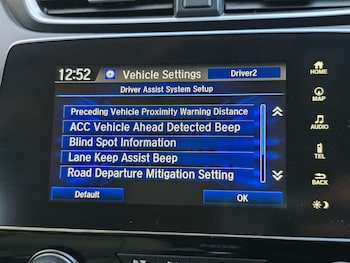 12:52 Vehicle Settings Driver2
Driver Assist System Setup
Preceding Vehicle Proximity Warning Distance
ACC Vehicle Ahead Detected Beep
Blind Spot Information
Lane Keep Assist Beep
Road Departure Mitigation Setting
Default OK
HOME
MAP
AUDIO
TEL
BACK